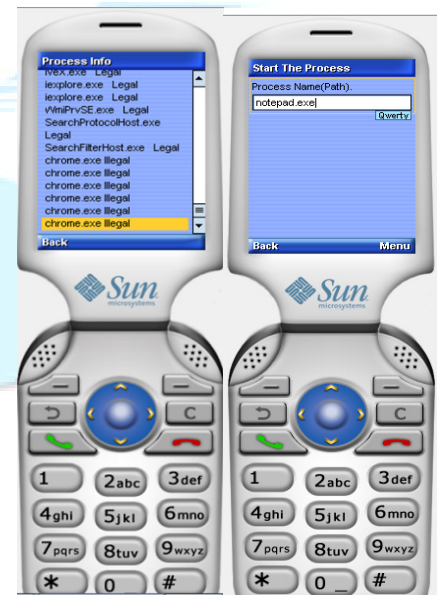 Process Info
iveX.exe Legal
iexplore.exe Legal
iexplore.exe Legal
WmiPrvSE.exe Legal
SearchProtocolHost.exe
Legal
SearchFilterHost.exe Legal
chrome.exe Illegal
chrome.exe Illegal
chrome.exe Illegal
chrome.exe Illegal
chrome.exe Illegal
chrome.exe Illegal
Back
Sun
microsystems
C
1
2abc
3def
4ghi
5jkl
6mno
7pqrs
8tuv
9wxyz
*
0
#
Start The Process
Process Name(Path).
notepad.exe
Qwerty
Back Menu
Sun
microsystems
C
1
2abc
3def
4ghi
5jkl
6mno
7pqrs
8tuv
9wxyz
*
0 _
#